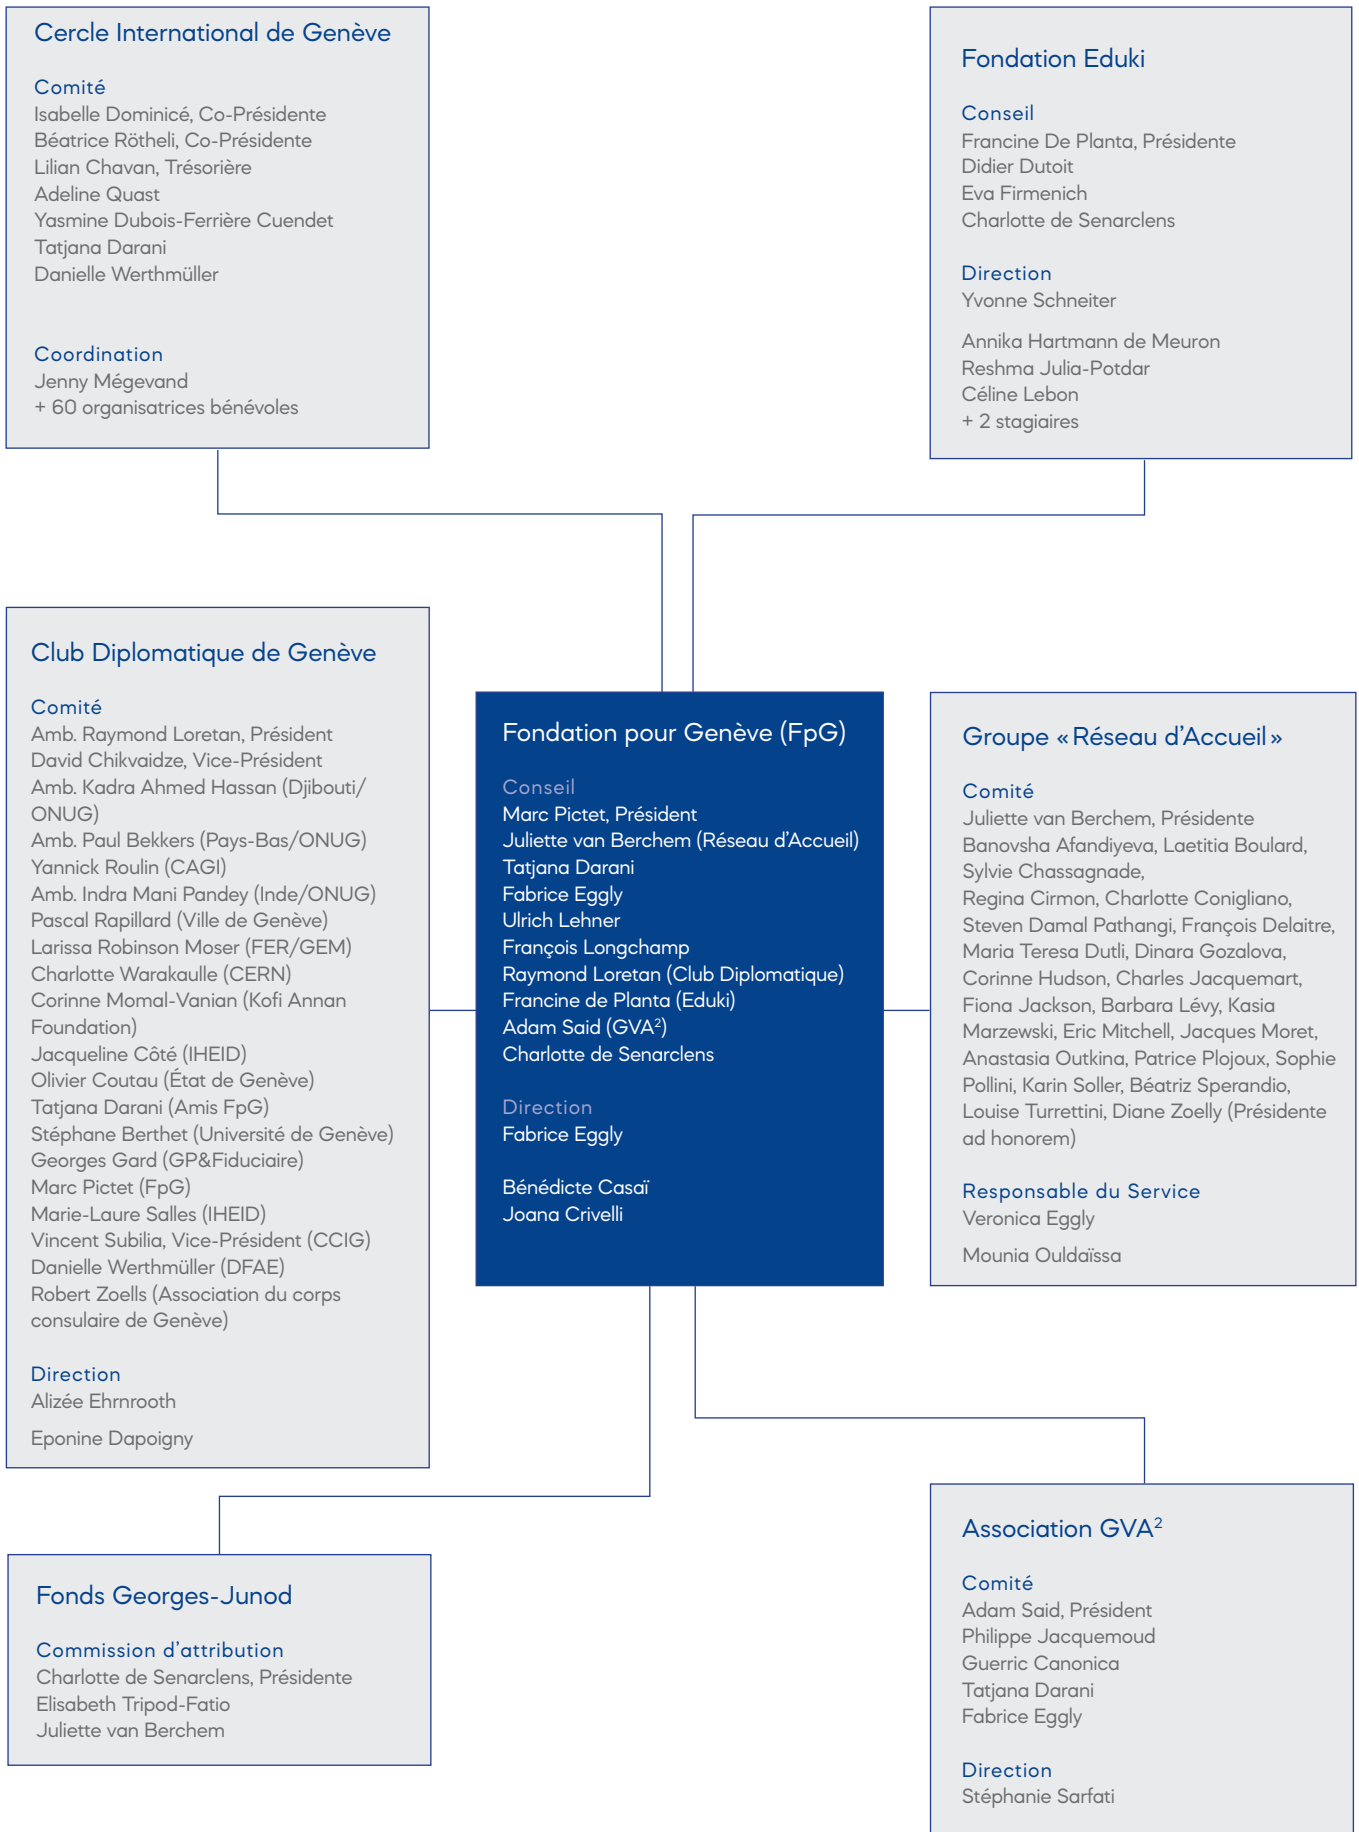 Cercle International de Genève
Comité
Isabelle Dominicé, Co-Présidente
Béatrice Rötheli, Co-Présidente
Lilian Chavan, Trésorière
Adeline Quast
Yasmine Dubois-Ferrière Cuendet
Tatjana Darani
Danielle Werthmüller
Coordination
Jenny Mégevand
+ 60 organisatrices bénévoles
Fondation Eduki
Conseil
Francine De Planta, Présidente
Didier Dutoit
Eva Firmenich
Charlotte de Senarclens
Direction
Yvonne Schneiter
Annika Hartmann de Meuron
Reshma Julia-Potdar
Céline Lebon
+ 2 stagiaires
Club Diplomatique de Genève
Comité
Amb. Raymond Loretan, Président
David Chikvaidze, Vice-Président
Amb. Kadra Ahmed Hassan (Djibouti/
ONUG)
Amb. Paul Bekkers (Pays-Bas/ONUG)
Yannick Roulin (CAGI)
Amb. Indra Mani Pandey (Inde/ONUG)
Pascal Rapillard (Ville de Genève)
Larissa Robinson Moser (FER/GEM)
Charlotte Warakaulle (CERN)
Corinne Momal-Vanian (Kofi Annan
Foundation)
Jacqueline Côté (IHEID)
Olivier Coutau (État de Genève)
Tatjana Darani (Amis FpG)
Stéphane Berthet (Université de Genève)
Georges Gard (GP&Fiduciaire)
Marc Pictet (FpG)
Marie-Laure Salles (IHEID)
Vincent Subilia, Vice-Président (CCIG)
Danielle Werthmüller (DFAE)
Robert Zoells (Association du corps
consulaire de Genève)
Direction
Alizée Ehrnrooth
Eponine Dapoigny
Fondation pour Genève (FpG)
Conseil
Marc Pictet, Président
Juliette van Berchem (Réseau d’Accueil)
Tatjana Darani
Fabrice Eggly
Ulrich Lehner
François Longchamp
Raymond Loretan (Club Diplomatique)
Francine de Planta (Eduki)
Adam Said (GVA²)
Charlotte de Senarclens
Direction
Fabrice Eggly
Bénédicte Casaï
Joana Crivelli
Groupe «Réseau d’Accueil»
Comité
Juliette van Berchem, Présidente
Banovsha Afandiyeva, Laetitia Boulard,
Sylvie Chassagnade,
Regina Cirmon, Charlotte Conigliano,
Steven Damal Pathangi, François Delaitre,
Maria Teresa Dutli, Dinara Gozalova,
Corinne Hudson, Charles Jacquemart,
Fiona Jackson, Barbara Lévy, Kasia
Marzewski, Eric Mitchell, Jacques Moret,
Anastasia Outkina, Patrice Plojoux, Sophie
Pollini, Karin Soller, Béatriz Sperandio,
Louise Turrettini, Diane Zoelly (Présidente
ad honorem)
Responsable du Service
Veronica Eggly
Mounia Ouldaïssa
Fonds Georges-Junod
Commission d’attribution
Charlotte de Senarclens, Présidente
Elisabeth Tripod-Fatio
Juliette van Berchem
Association GVA²
Comité
Adam Said, Président
Philippe Jacquemoud
Guerric Canonica
Tatjana Darani
Fabrice Eggly
Direction
Stéphanie Sarfati